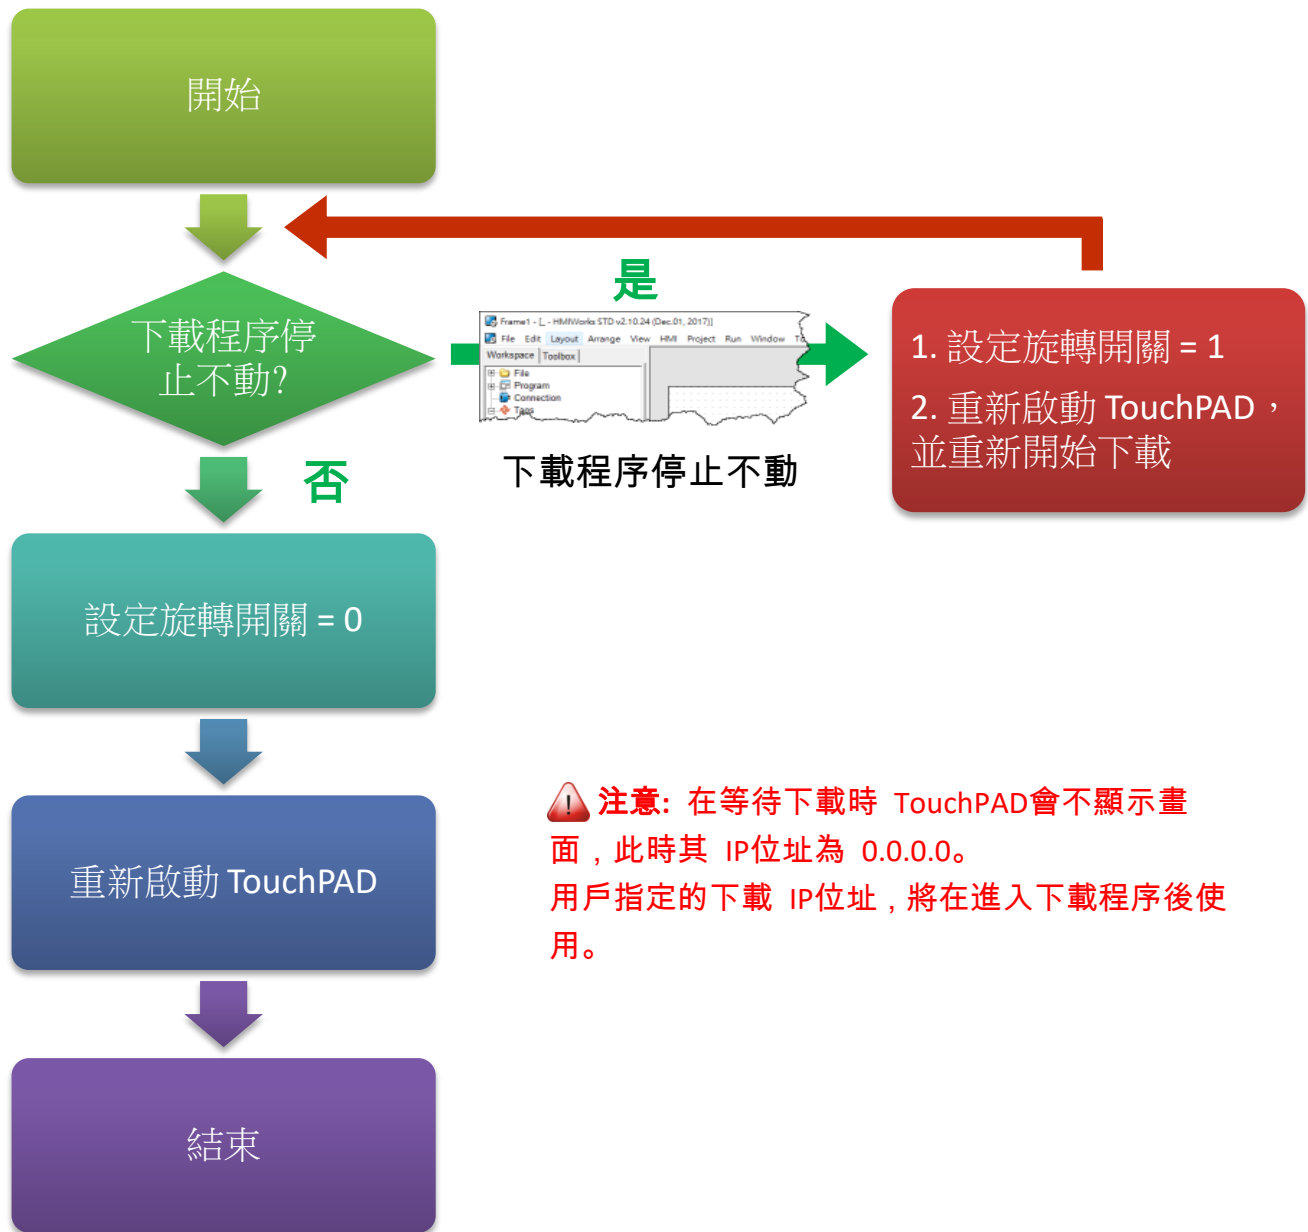 開始
下載程序停
止不動?
是
Frame1 - [_ - HMIWorks STD v2.10.24 (Dec.01, 2017)]
File Edit Layout Arrange View HMI Project Run Window
Workspace Toolbox
File
Program
Connection
Tags
下載程序停止不動
1. 設定旋轉開關 = 1
2. 重新啟動 TouchPAD，
並重新開始下載
否
設定旋轉開關 = 0
重新啟動 TouchPAD
注意: 在等待下載時 TouchPAD會不顯示畫
面，此時其 IP位址為 0.0.0.0。
用戶指定的下載 IP位址，將在進入下載程序後使
用。
結束